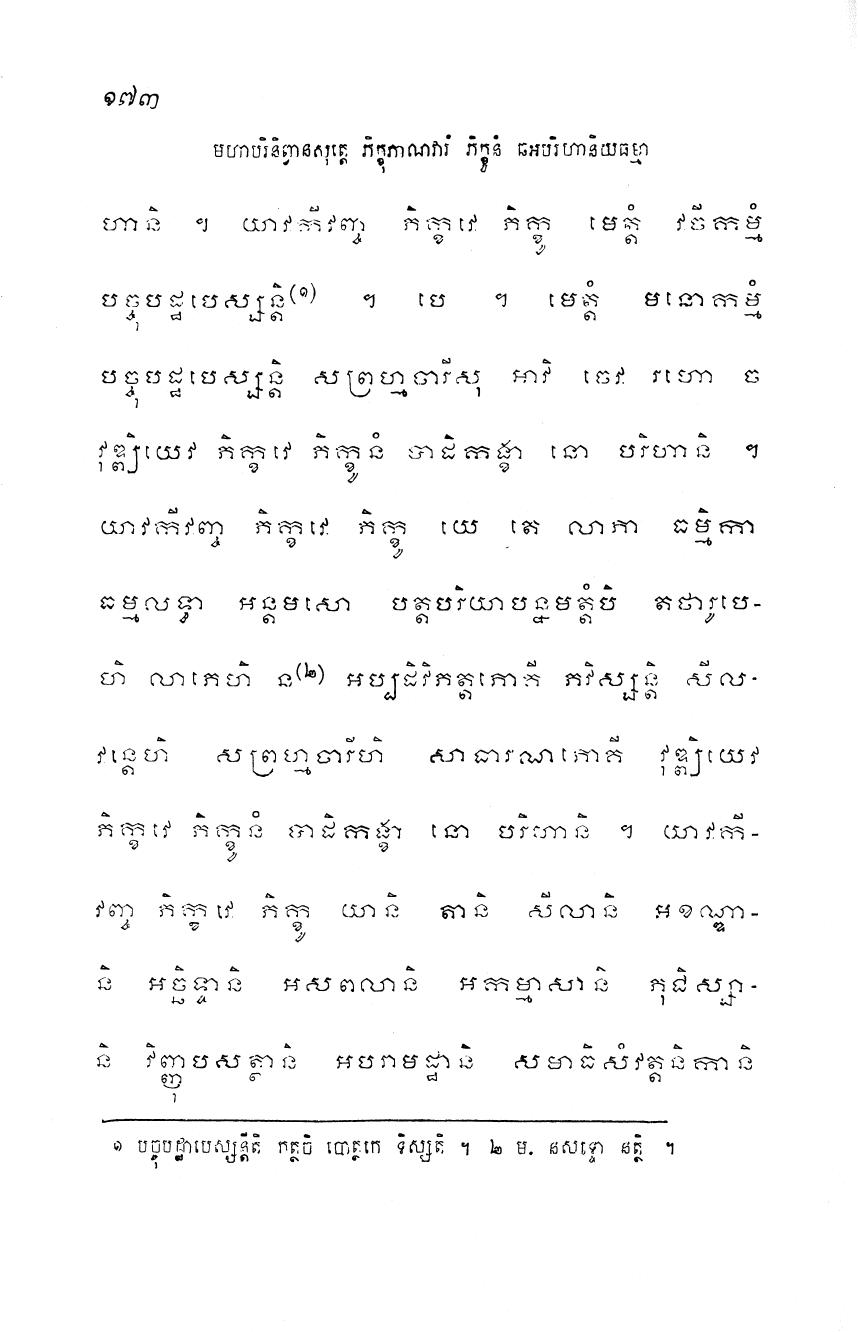 ១៧៣
មហាបរិនិព្វានសុត្តេ ភិក្ខុភាណវារំ ភិក្ខូនំ ឆអបរិហានិយធម្មា
ហានិ ។ យាវកីវញ្ច ភិក្ខវេ ភិក្ខូ មេត្តំ វចីកម្មំ
បច្ចុបដ្ឋបេស្សន្តិ(១) ។ បេ ។ មេត្តំ មនោកម្មំ
បច្ចុបដ្ឋបេស្សន្តិ សព្រហ្មចារីសុ អាវិ ចេវ រហោ ច
វុឌ្ឍិយេវ ភិក្ខវេ ភិក្ខូនំ បាដិកង្ខា នោ បរិហានិ ។
យាវកីវញ្ច ភិក្ខវេ ភិក្ខូ យេ តេ លាភា ធម្មិកា
ធម្មលទ្ធា អន្តមសោ បត្តបរិយាបន្នមត្តំបិ តថារូបេ-
ហិ លាភេហិ ន(២) អប្បដិវិភត្តភោគី ភវិស្សន្តិ សីល-
វន្តេហិ សព្រហ្មចារីហិ សាធារណភោគី វុឌ្ឍិយេវ
ភិក្ខវេ ភិក្ខូនំ បាដិកង្ខា នោ បរិហានិ ។ យាវកី-
វញ្ច ភិក្ខវេ ភិក្ខូ យានិ តានិ សីលានិ អខណ្ឌា-
និ អច្ឆិទ្ទានិ អសពលានិ អកម្មាសានិ ភុជិស្សា-
និ វិញ្ញុបសត្ថានិ អបរាមដ្ឋានិ សមាធិសំវត្តនិកានិ
១ បច្ចុបដ្ឋាបេស្សន្តីតិ កត្ថចិ បោត្ថកេ ទិស្សតិ ។ ២ ម. នសទ្ទោ នត្ថិ ។